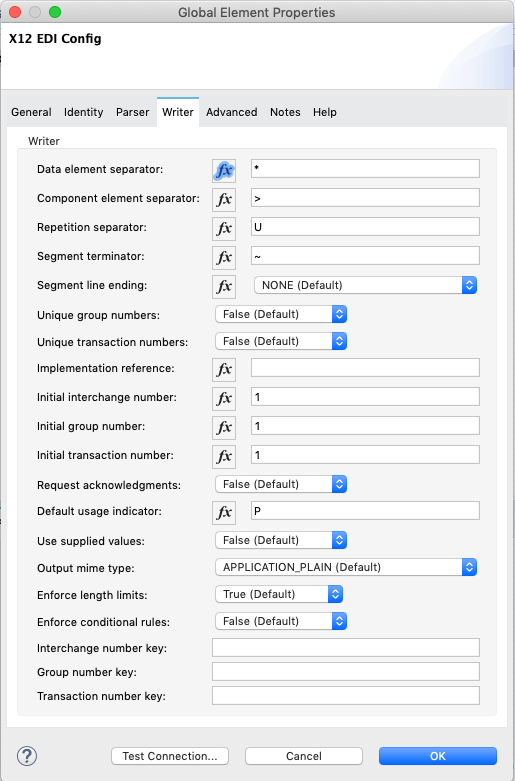 Global Element Properties
X12 EDI Config
General Identity Parser Writer Advanced Notes Help
Writer
Data element separator: fx *
Component element separator: fx >
Repetition separator: fx U
Segment terminator: fx ~
Segment line ending: fx NONE (Default)
Unique group numbers: False (Default)
Unique transaction numbers: False (Default)
Implementation reference: fx
Initial interchange number: fx 1
Initial group number: fx 1
Initial transaction number: fx 1
Request acknowledgments: False (Default)
Default usage indicator: fx P
Use supplied values: False (Default)
Output mime type: APPLICATION_PLAIN (Default)
Enforce length limits: True (Default)
Enforce conditional rules: False (Default)
Interchange number key:
Group number key:
Transaction number key:
? Test Connection... Cancel OK